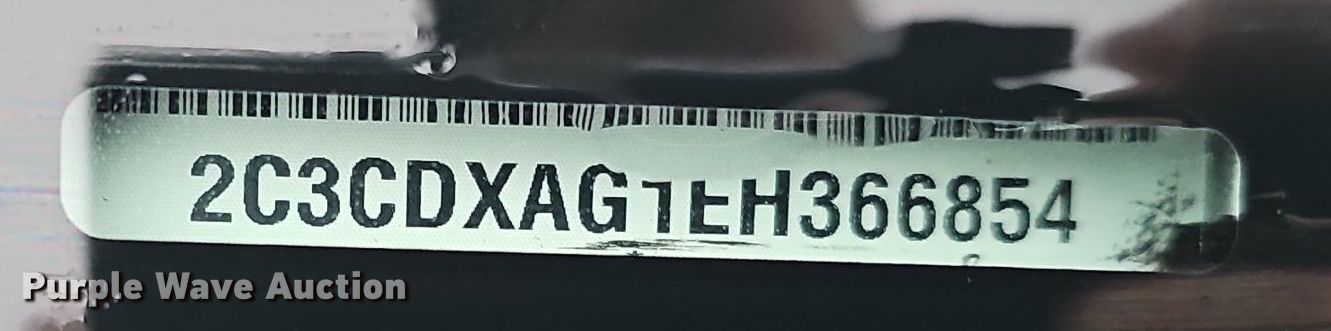 2C3CDXAG1EH366854
Purple Wave Auction